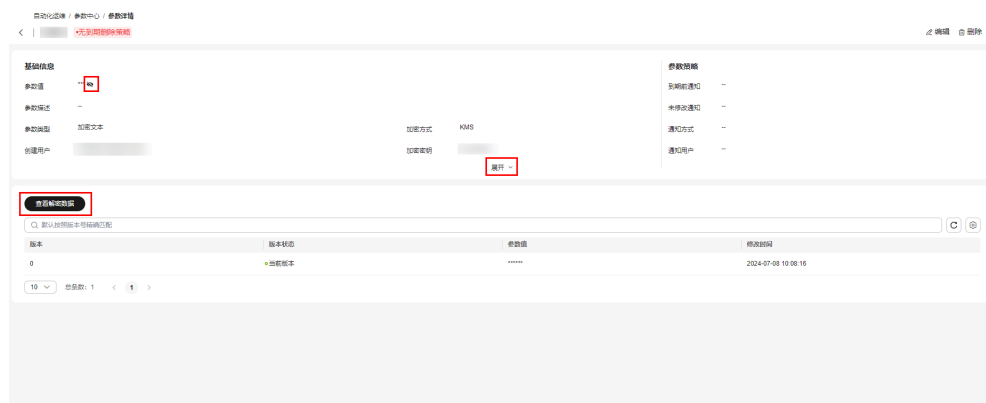 自动化运维 / 参数中心 / 参数详情
•无到期删除策略 编辑 删除
基础信息 参数策略
参数值 ** 到期前通知 --
参数描述 -- 未修改通知 --
参数类型 加密文本 加密方式 KMS 通知方式 --
创建用户 加密密钥 通知用户 --
展开
查看解密数据
默认按照版本号精确匹配
版本 版本状态 参数值 修改时间
0 当前版本 ****** 2024-07-08 10:08:16
10 总条数: 1 < 1 >